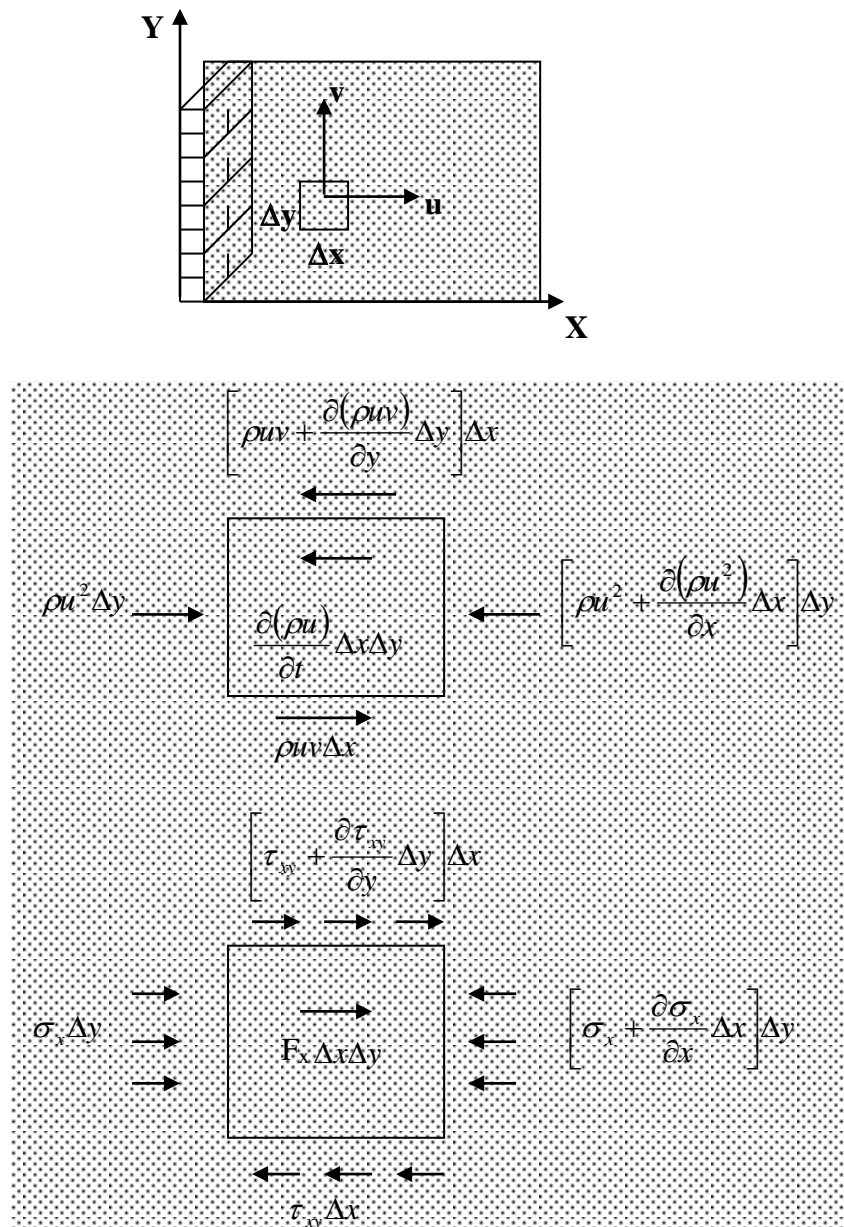 Y
v
u
Δy
Δx
X
[ρuv + ∂(ρuv)/∂y Δy]Δx
ρu²Δy
[ρu² + ∂(ρu²)/∂x Δx]Δy
∂(ρu)/∂t ΔxΔy
ρuvΔx
[τxy + ∂τxy/∂y Δy]Δx
σxΔy
[σx + ∂σx/∂x Δx]Δy
FxΔxΔy
τxyΔx